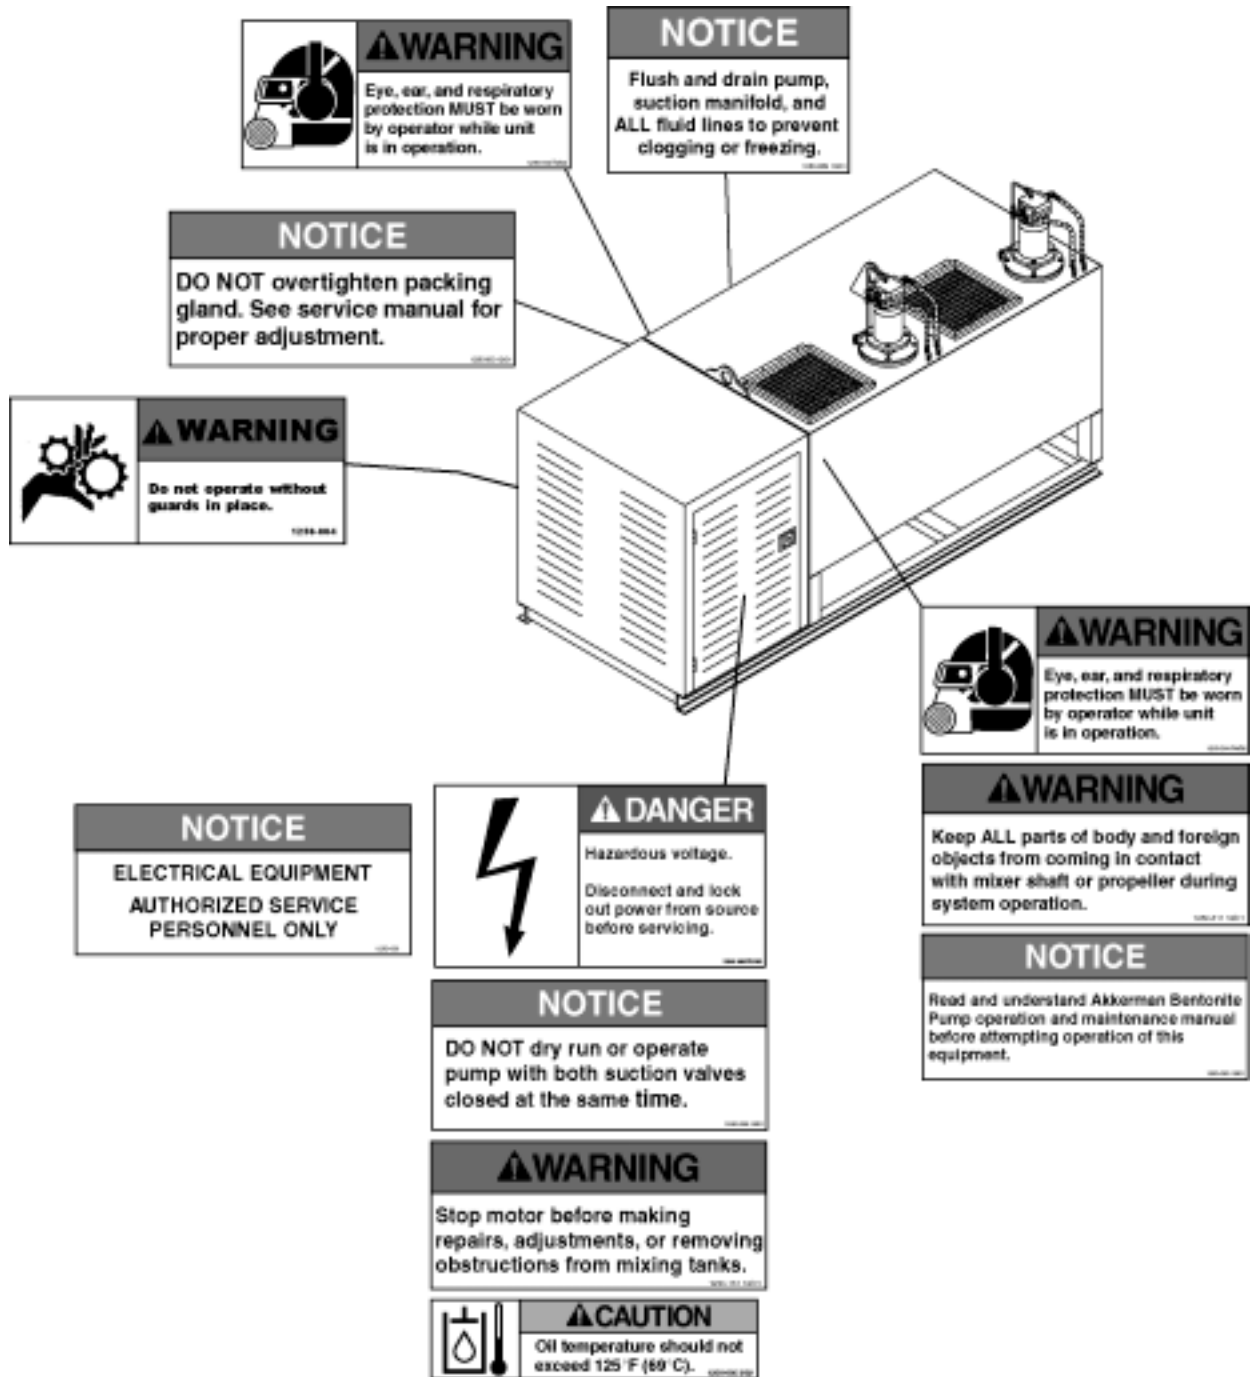 WARNING
Eye, ear, and respiratory
protection MUST be worn
by operator while unit
is in operation.
NOTICE
Flush and drain pump,
suction manifold, and
ALL fluid lines to prevent
clogging or freezing.
NOTICE
DO NOT overtighten packing
gland. See service manual for
proper adjustment.
WARNING
Do not operate without
guards in place.
WARNING
Eye, ear, and respiratory
protection MUST be worn
by operator while unit
is in operation.
WARNING
Keep ALL parts of body and foreign
objects from coming in contact
with mixer shaft or propeller during
system operation.
NOTICE
Read and understand Akkerman Bentonite
Pump operation and maintenance manual
before attempting operation of this
equipment.
NOTICE
ELECTRICAL EQUIPMENT
AUTHORIZED SERVICE
PERSONNEL ONLY
DANGER
Hazardous voltage.
Disconnect and lock
out power from source
before servicing.
NOTICE
DO NOT dry run or operate
pump with both suction valves
closed at the same time.
WARNING
Stop motor before making
repairs, adjustments, or removing
obstructions from mixing tanks.
CAUTION
Oil temperature should not
exceed 125°F (69°C).